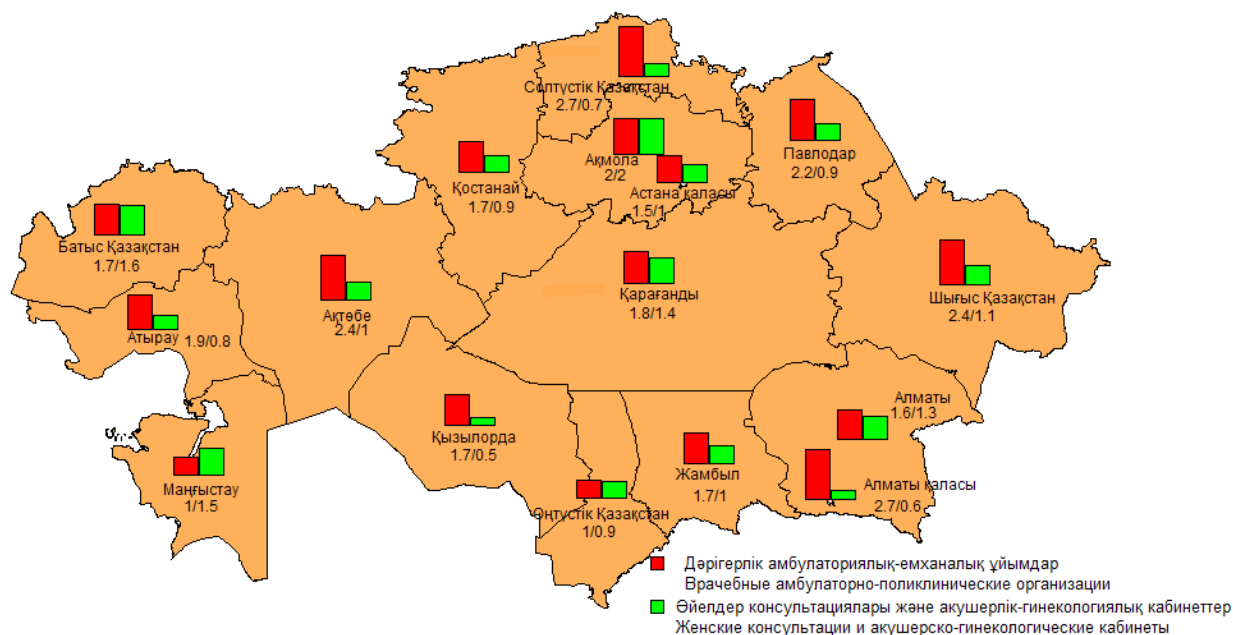 Солтүстік Қазақстан
2.7/0.7
Ақмола
2/2
Астана қаласы
1.5/1
Павлодар
2.2/0.9
Қостанай
1.7/0.9
Батыс Қазақстан
1.7/1.6
Атырау 1.9/0.8
Ақтөбе
2.4/1
Қарағанды
1.8/1.4
Шығыс Қазақстан
2.4/1.1
Алматы
1.6/1.3
Қызылорда
1.7/0.5
Жамбыл
1.7/1
Алматы қаласы
2.7/0.6
Маңғыстау
1/1.5
Оңтүстік Қазақстан
1/0.9
Дәрігерлік амбулаториялық-емханалық ұйымдар
Врачебные амбулаторно-поликлинические организации
Әйелдер консультациялары және акушерлік-гинекологиялық кабинеттер
Женские консультации и акушерско-гинекологические кабинеты